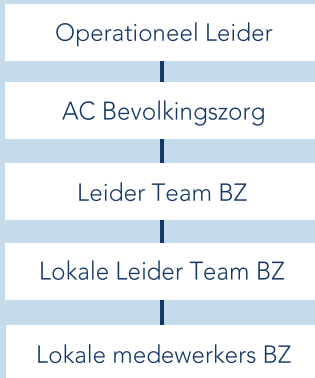 Operationeel Leider
AC Bevolkingszorg
Leider Team BZ
Lokale Leider Team BZ
Lokale medewerkers BZ